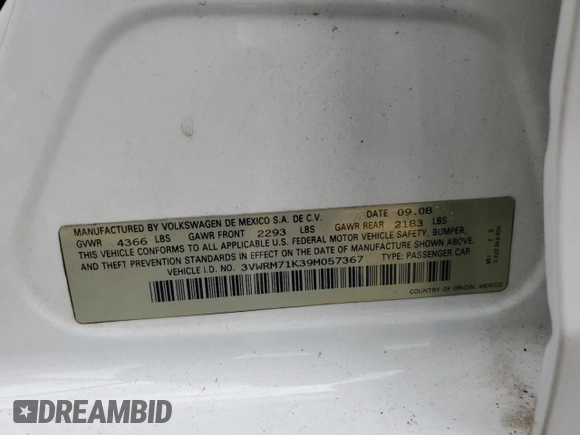 MANUFACTURED BY VOLKSWAGEN DE MEXICO S.A. DE C.V. DATE 09.08
GVWR 4366 LBS GAWR FRONT 2293 LBS GAWR REAR 2183 LBS
THIS VEHICLE CONFORMS TO ALL APPLICABLE U.S. FEDERAL MOTOR VEHICLE SAFETY, BUMPER,
AND THEFT PREVENTION STANDARDS IN EFFECT ON THE DATE OF MANUFACTURE SHOWN ABOVE.
VEHICLE I.D. NO. 3VWRM71K39M057367 TYPE: PASSENGER CAR
COUNTRY OF ORIGIN: MEXICO
DREAMBID